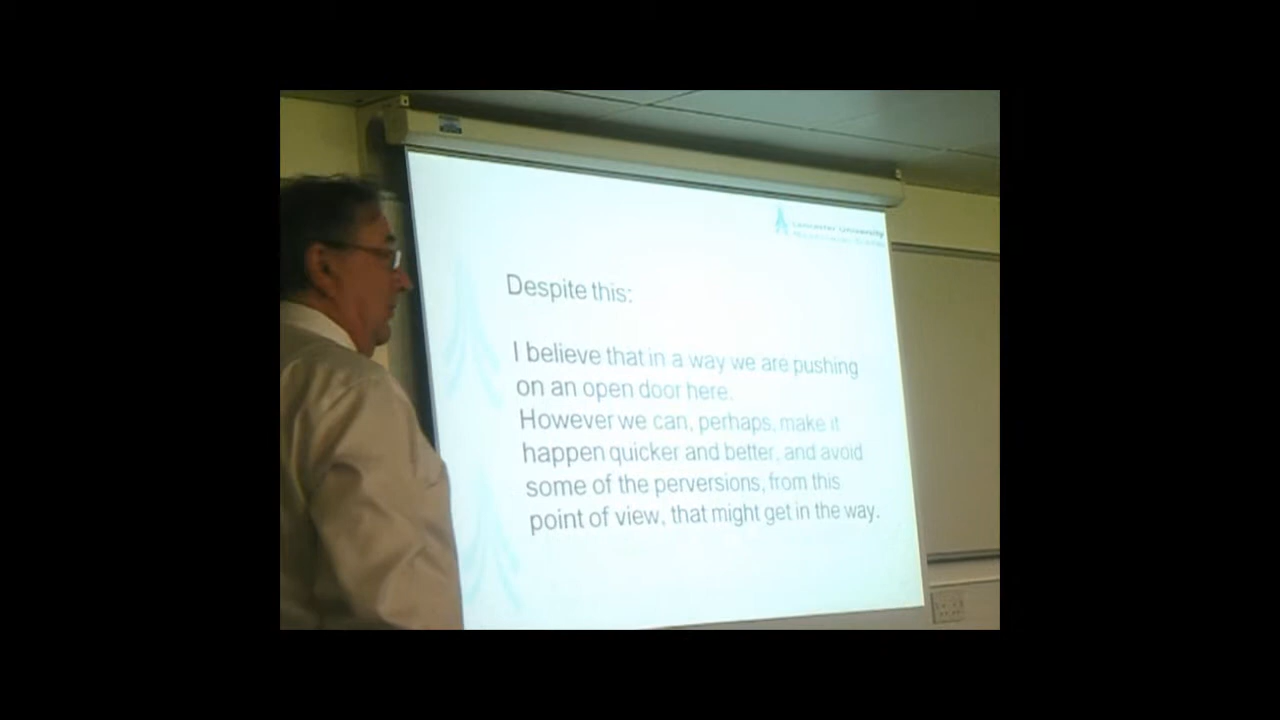 Lancaster University
Despite this:
I believe that in a way we are pushing
on an open door here.
However we can, perhaps, make it
happen quicker and better, and avoid
some of the perversions, from this
point of view, that might get in the way.